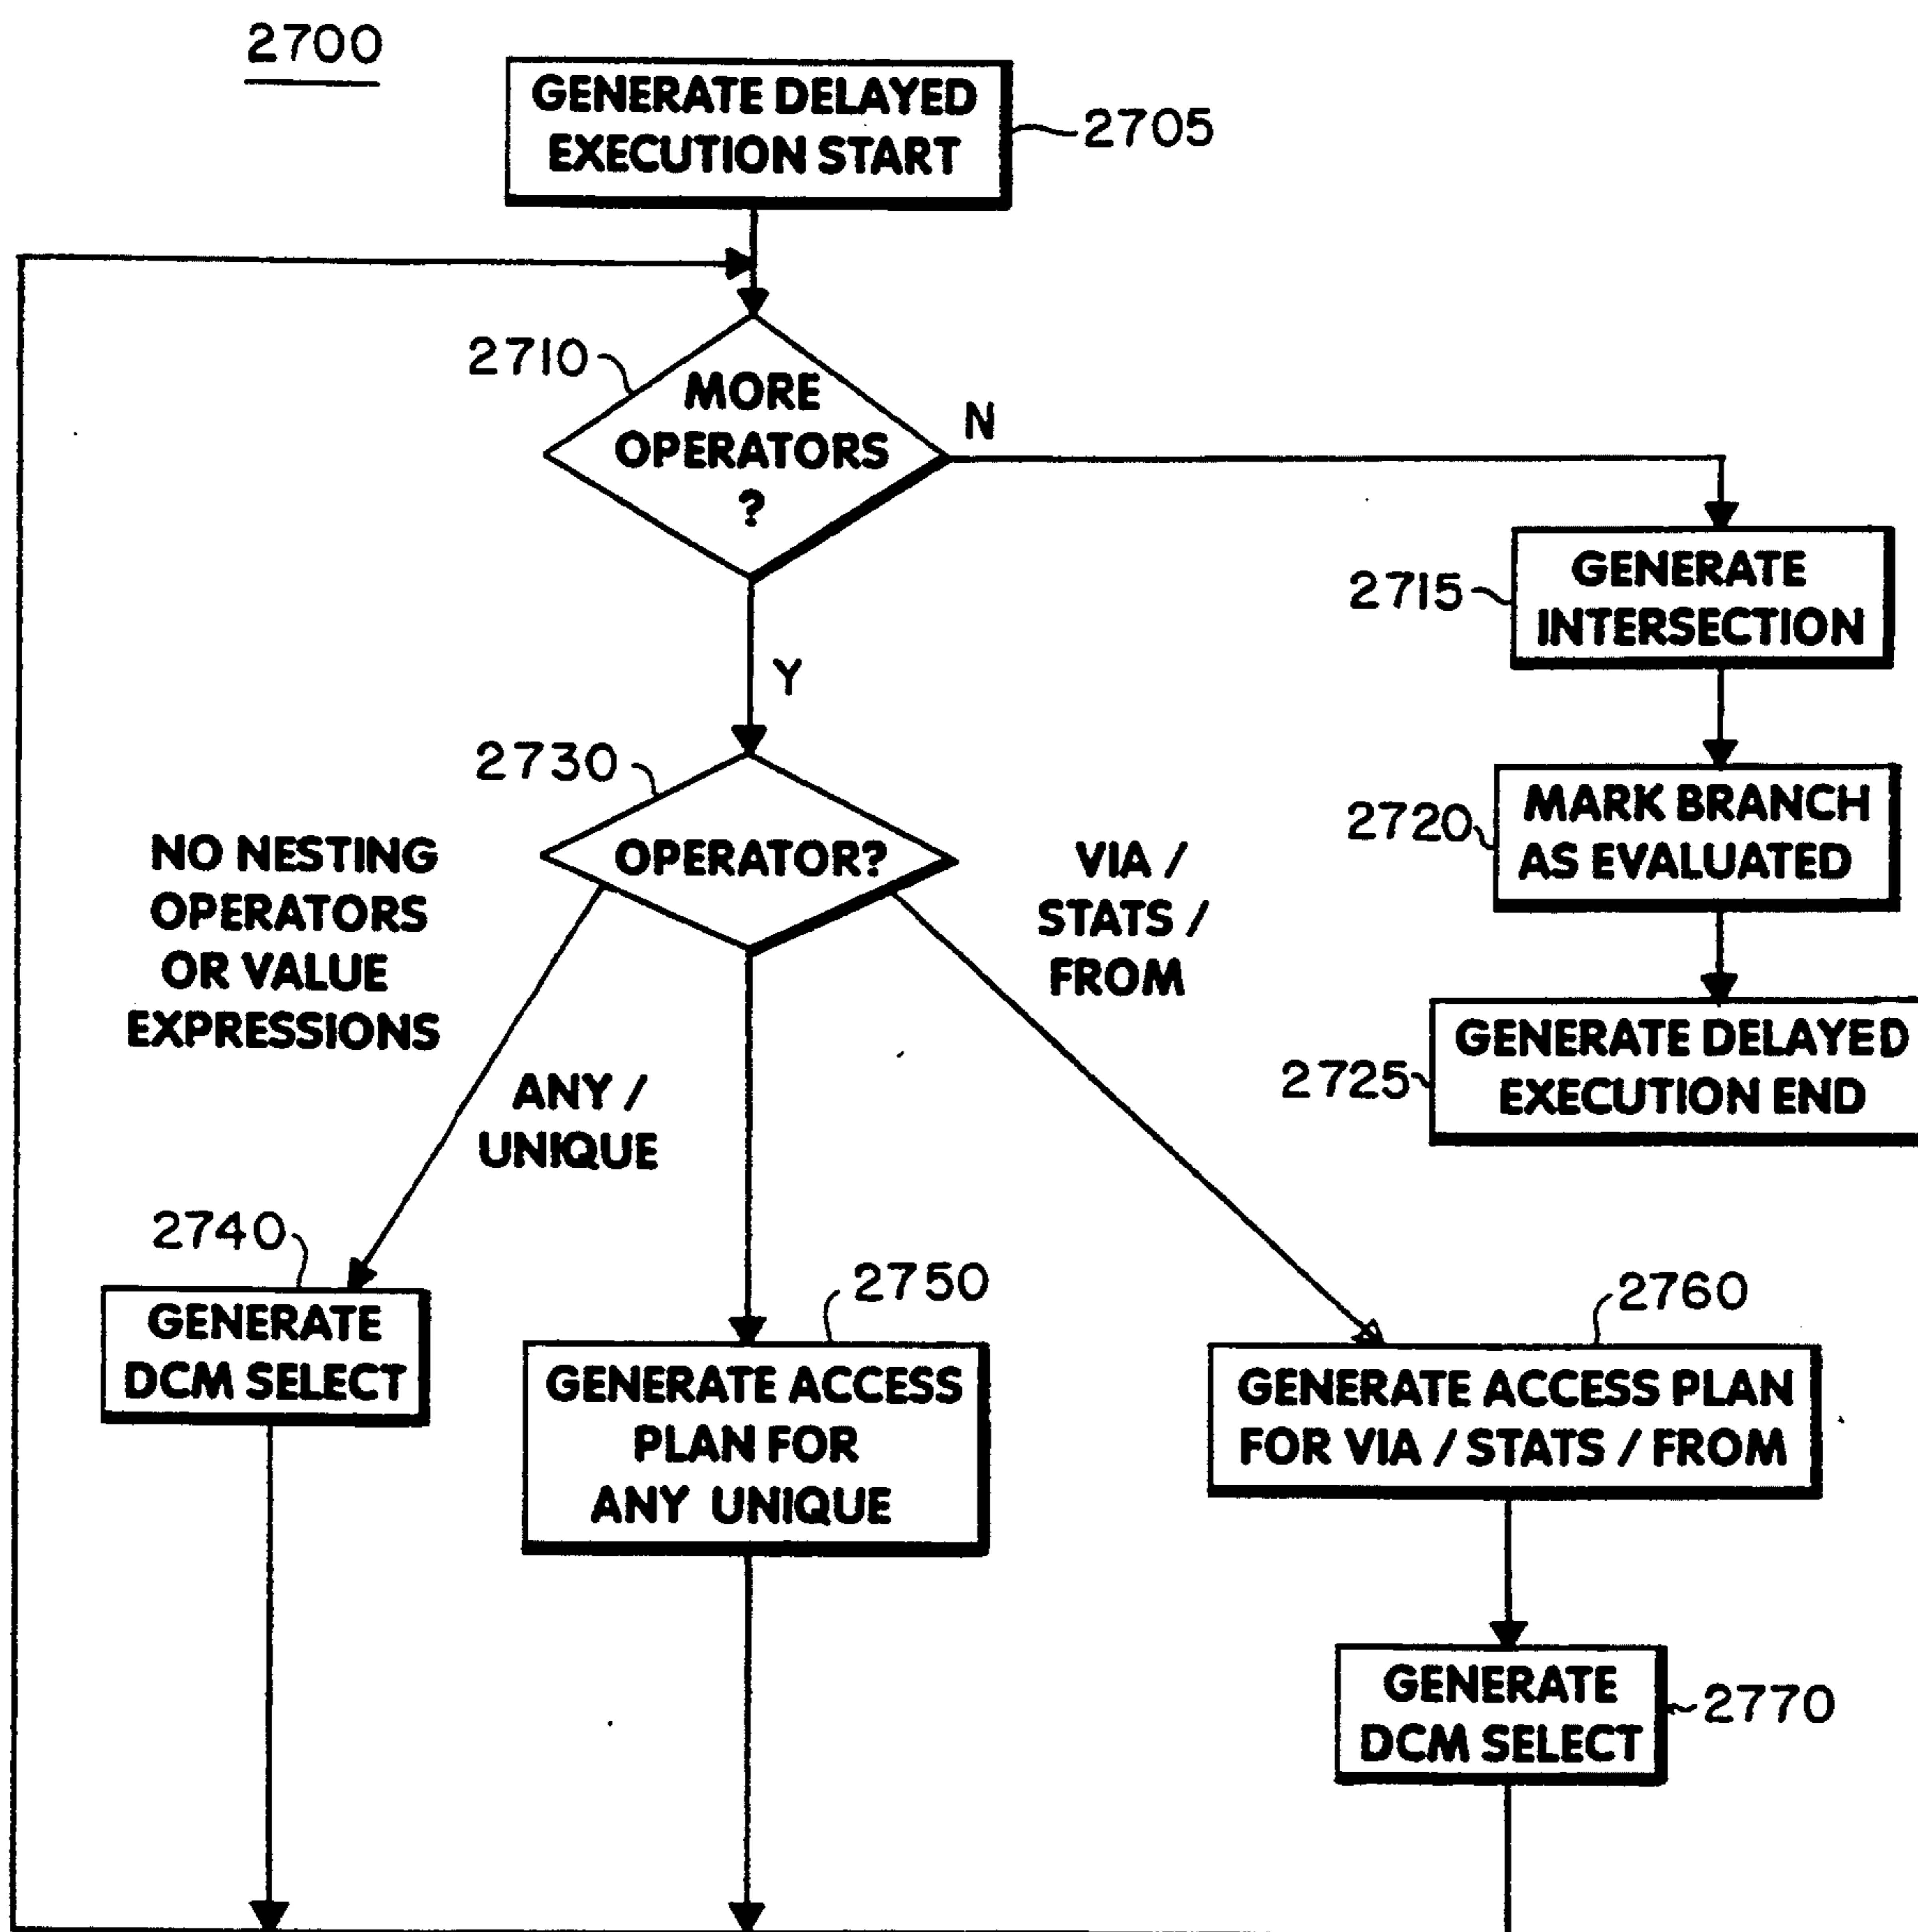 2700
GENERATE DELAYED
EXECUTION START
2705
2710
MORE
OPERATORS
?
N
Y
2715
GENERATE
INTERSECTION
2720
MARK BRANCH
AS EVALUATED
2725
GENERATE DELAYED
EXECUTION END
2730
OPERATOR?
NO NESTING
OPERATORS
OR VALUE
EXPRESSIONS
ANY /
UNIQUE
VIA /
STATS /
FROM
2740
GENERATE
DCM SELECT
2750
GENERATE ACCESS
PLAN FOR
ANY UNIQUE
2760
GENERATE ACCESS PLAN
FOR VIA / STATS / FROM
GENERATE
DCM SELECT
2770